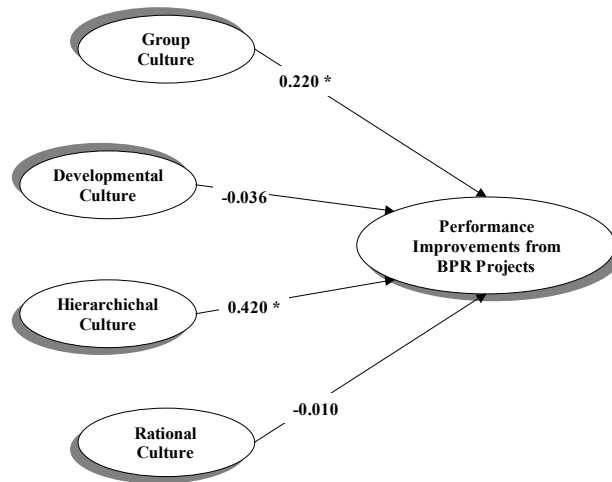 Group
Culture
0.220 *
Developmental
Culture
-0.036
Performance
Improvements from
BPR Projects
Hierarchichal
Culture
0.420 *
-0.010
Rational
Culture